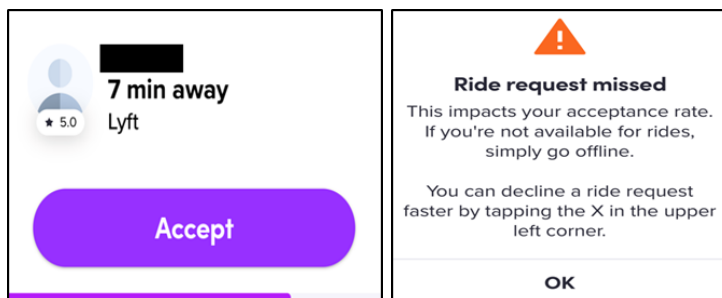 7 min away
★ 5.0
Lyft
Accept
Ride request missed
This impacts your acceptance rate.
If you're not available for rides,
simply go offline.
You can decline a ride request
faster by tapping the X in the upper
left corner.
OK